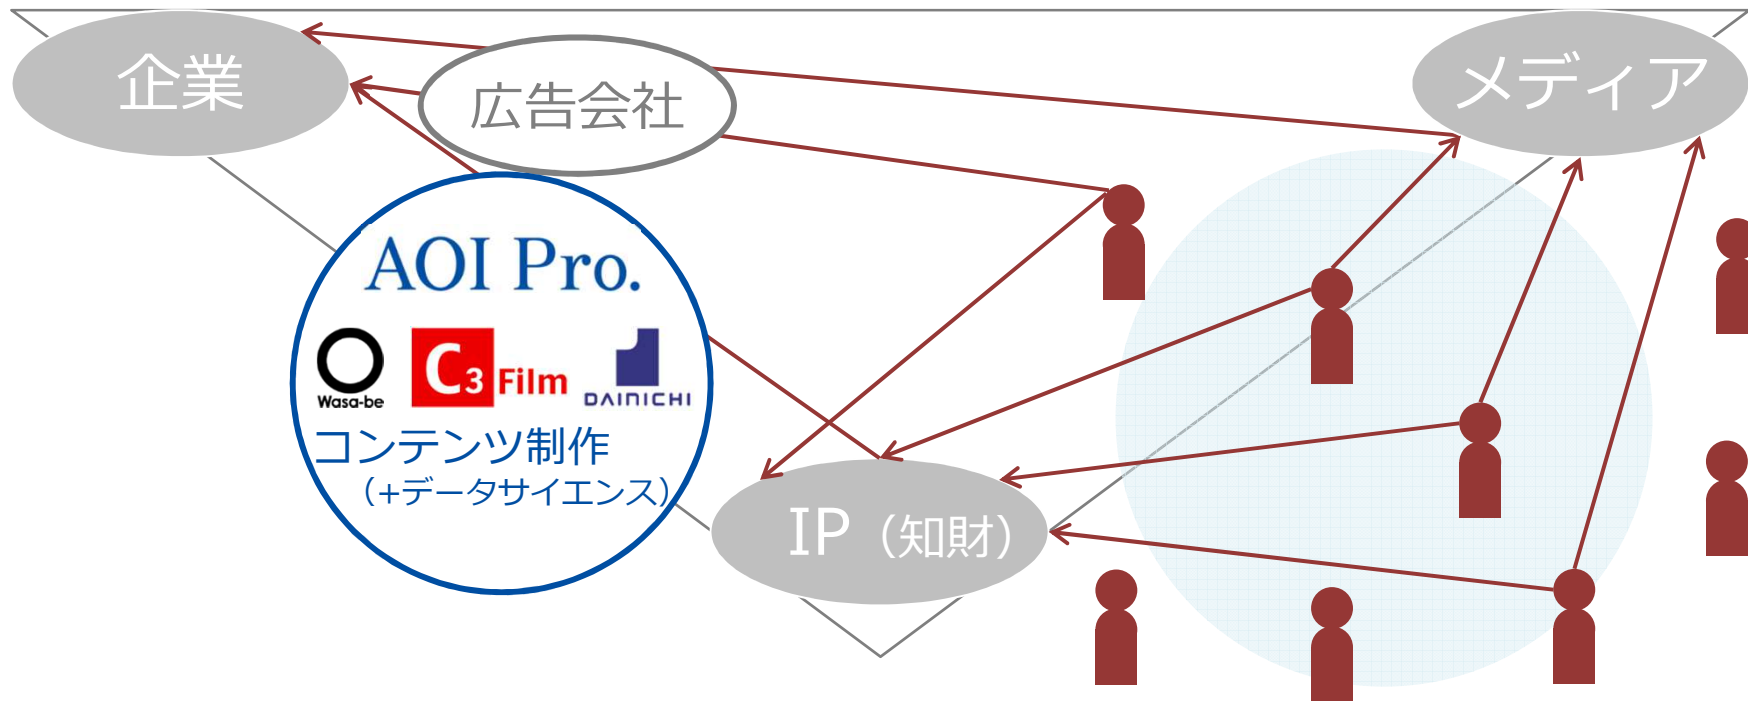 企業
広告会社
メディア
AOI Pro.
Wasa-be
C3 Film
DAINICHI
コンテンツ制作
（+データサイエンス）
IP（知財）